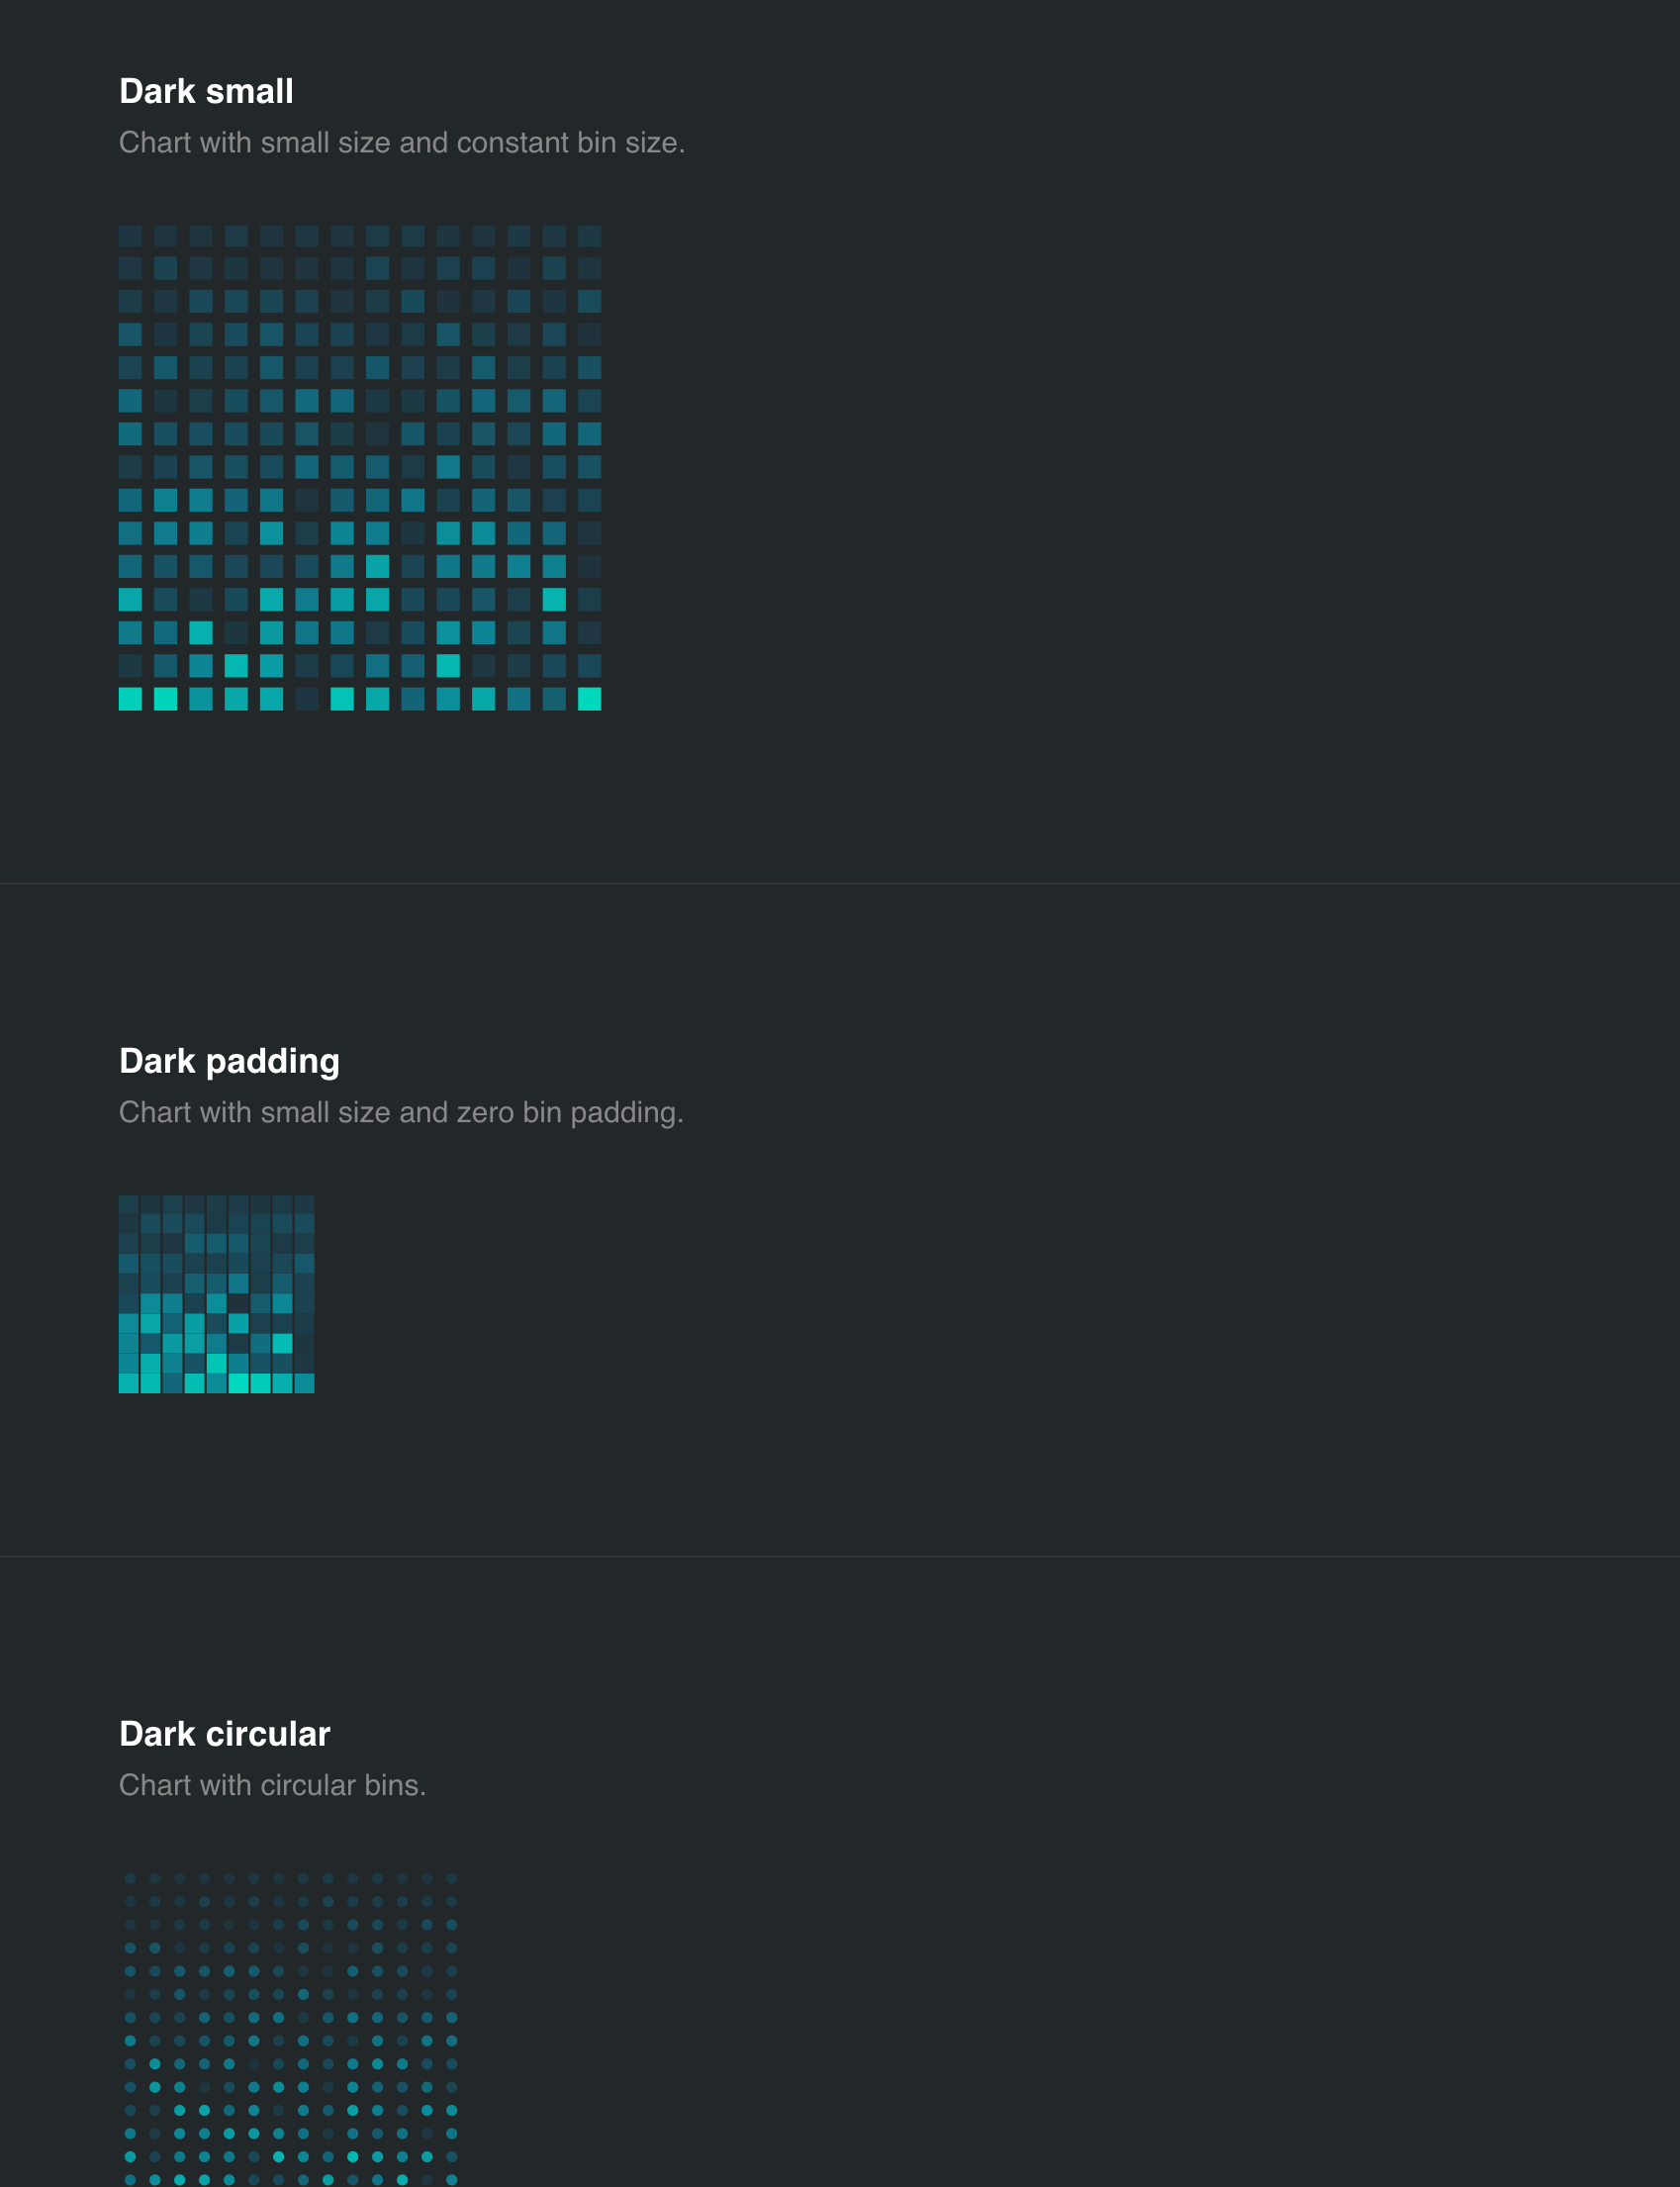 Dark small
Chart with small size and constant bin size.
Dark padding
Chart with small size and zero bin padding.
Dark circular
Chart with circular bins.